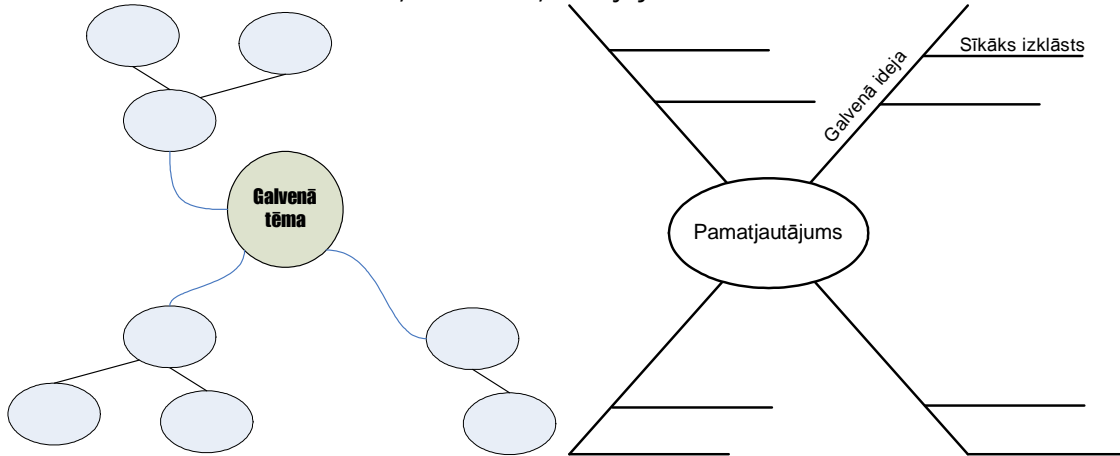 Galvenā
tēma
Pamatjautājums
Galvenā ideja
Sīkāks izklāsts